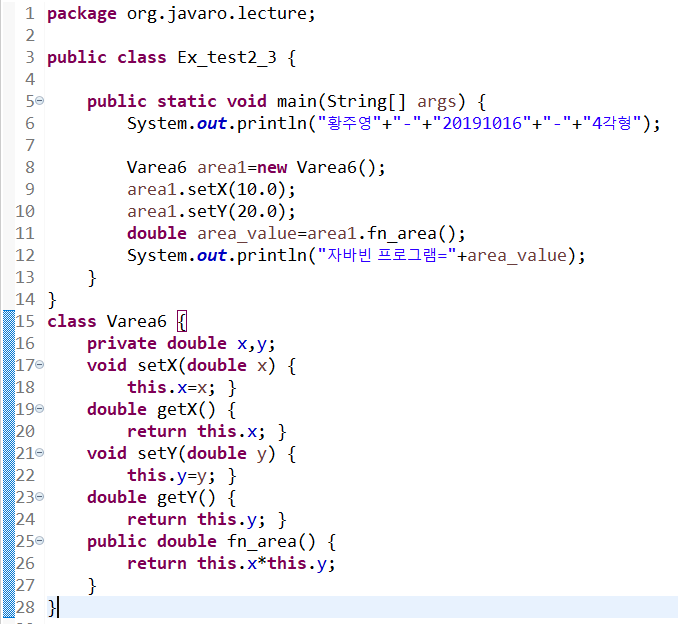 1 package org.javaro.lecture;
2
3 public class Ex_test2_3 {
4
5     public static void main(String[] args) {
6         System.out.println("황주영"+"-"+"20191016"+"-"+"4각형");
7
8         Varea6 area1=new Varea6();
9         area1.setX(10.0);
10         area1.setY(20.0);
11         double area_value=area1.fn_area();
12         System.out.println("자바빈 프로그램="+area_value);
13     }
14 }
15 class Varea6 {
16     private double x,y;
17     void setX(double x) {
18         this.x=x; }
19     double getX() {
20         return this.x; }
21     void setY(double y) {
22         this.y=y; }
23     double getY() {
24         return this.y; }
25     public double fn_area() {
26         return this.x*this.y;
27     }
28 }